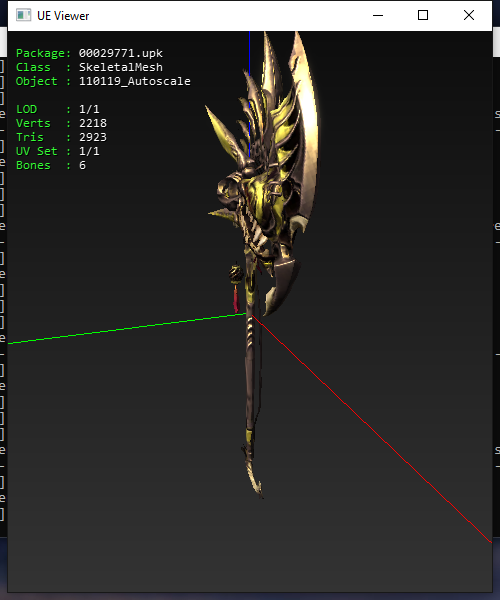 UE Viewer
Package: 00029771.upk
Class  : SkeletalMesh
Object : 110119_Autoscale
LOD    : 1/1
Verts  : 2218
Tris   : 2923
UV Set : 1/1
Bones  : 6